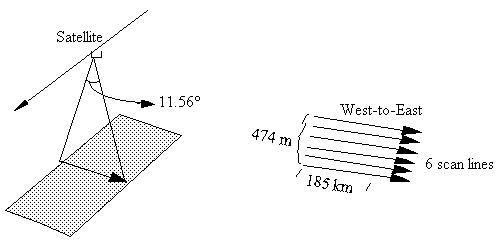 Satellite
11.56°
West-to-East
474 m
6 scan lines
185 km